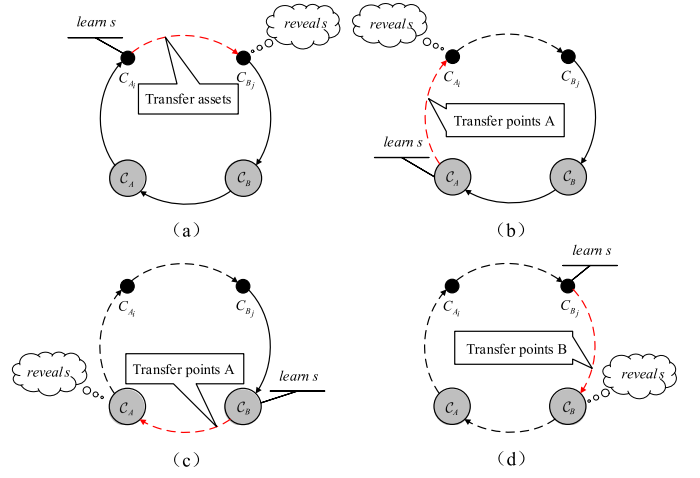 learn s
reveal s
C_{A_i}
C_{B_j}
Transfer assets
𝒞_A
𝒞_B
（a）
reveal s
C_{A_i}
C_{B_j}
Transfer points A
learn s
𝒞_A
𝒞_B
（b）
C_{A_i}
C_{B_j}
Transfer points A
reveal s
learn s
𝒞_A
𝒞_B
（c）
learn s
C_{A_i}
C_{B_j}
Transfer points B
reveal s
𝒞_A
𝒞_B
（d）